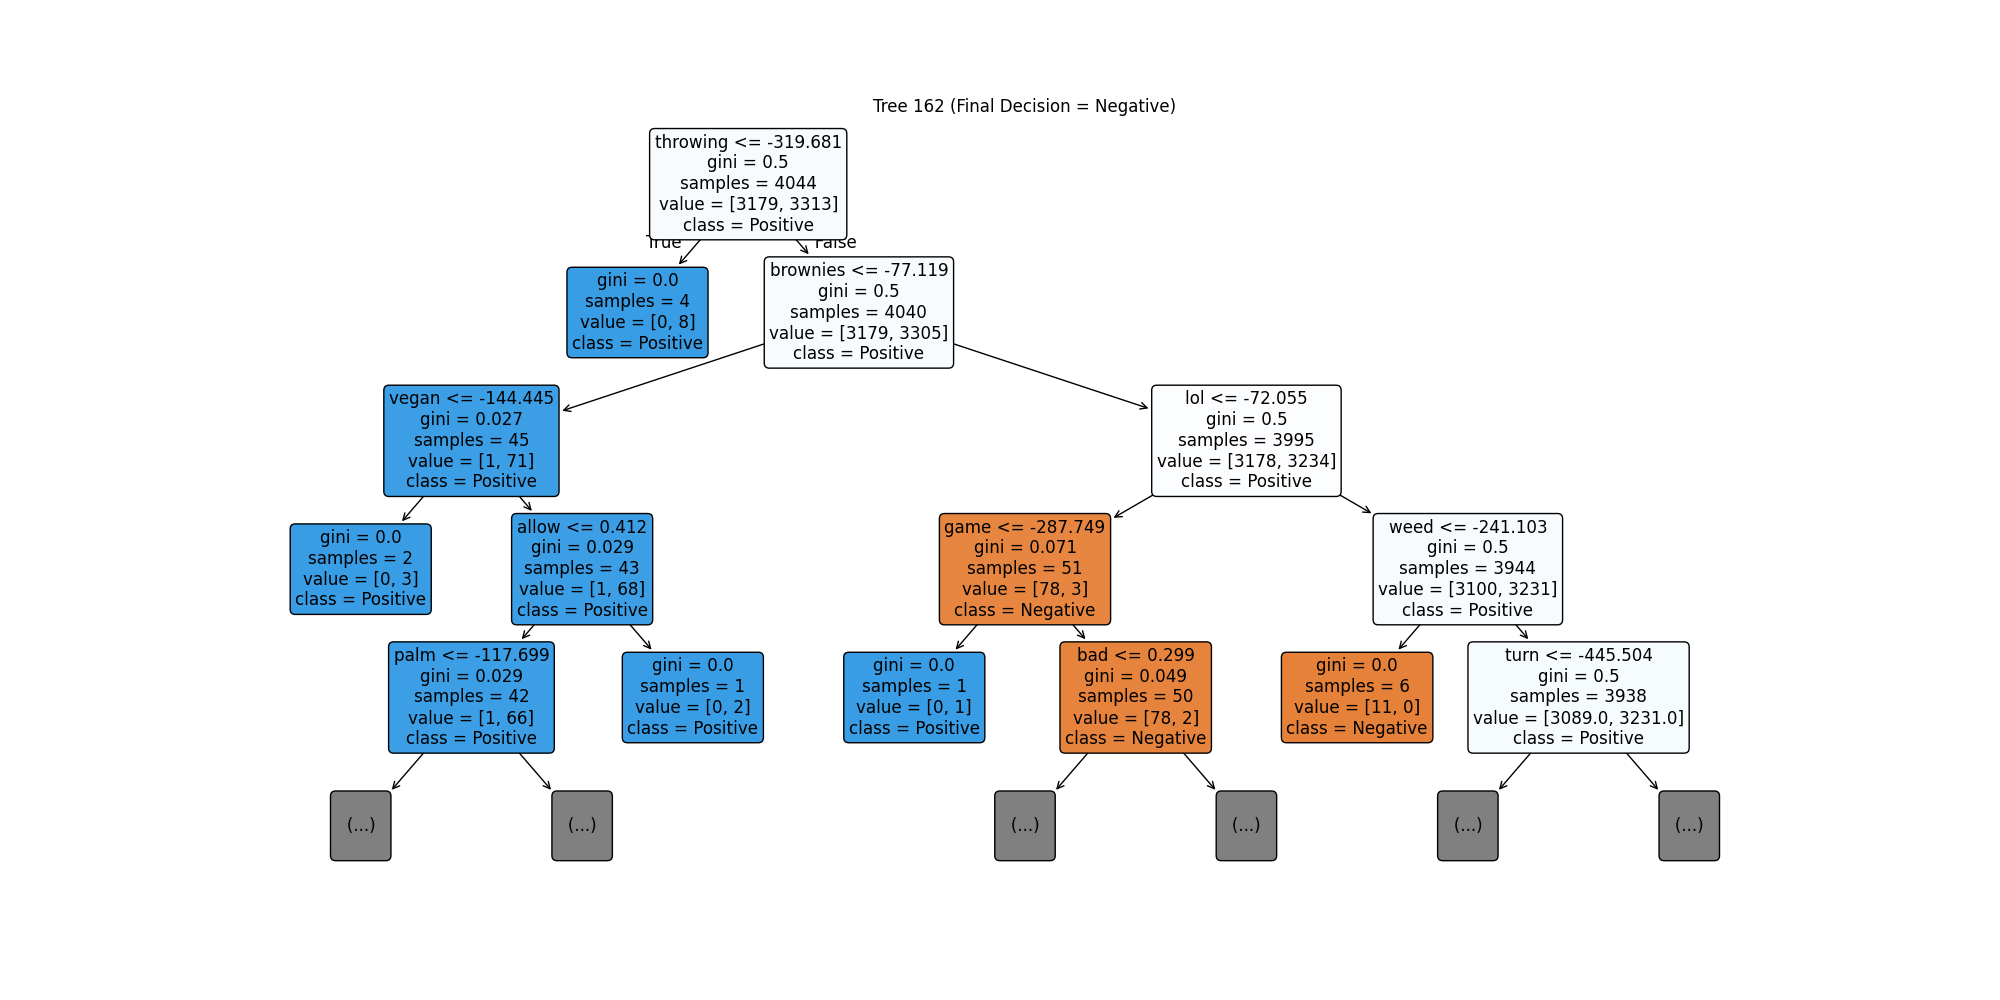 Tree 162 (Final Decision = Negative)
throwing <= -319.681
gini = 0.5
samples = 4044
value = [3179, 3313]
class = Positive
True
False
gini = 0.0
samples = 4
value = [0, 8]
class = Positive
brownies <= -77.119
gini = 0.5
samples = 4040
value = [3179, 3305]
class = Positive
vegan <= -144.445
gini = 0.027
samples = 45
value = [1, 71]
class = Positive
lol <= -72.055
gini = 0.5
samples = 3995
value = [3178, 3234]
class = Positive
gini = 0.0
samples = 2
value = [0, 3]
class = Positive
allow <= 0.412
gini = 0.029
samples = 43
value = [1, 68]
class = Positive
game <= -287.749
gini = 0.071
samples = 51
value = [78, 3]
class = Negative
weed <= -241.103
gini = 0.5
samples = 3944
value = [3100, 3231]
class = Positive
palm <= -117.699
gini = 0.029
samples = 42
value = [1, 66]
class = Positive
gini = 0.0
samples = 1
value = [0, 2]
class = Positive
gini = 0.0
samples = 1
value = [0, 1]
class = Positive
bad <= 0.299
gini = 0.049
samples = 50
value = [78, 2]
class = Negative
gini = 0.0
samples = 6
value = [11, 0]
class = Negative
turn <= -445.504
gini = 0.5
samples = 3938
value = [3089.0, 3231.0]
class = Positive
(...)
(...)
(...)
(...)
(...)
(...)